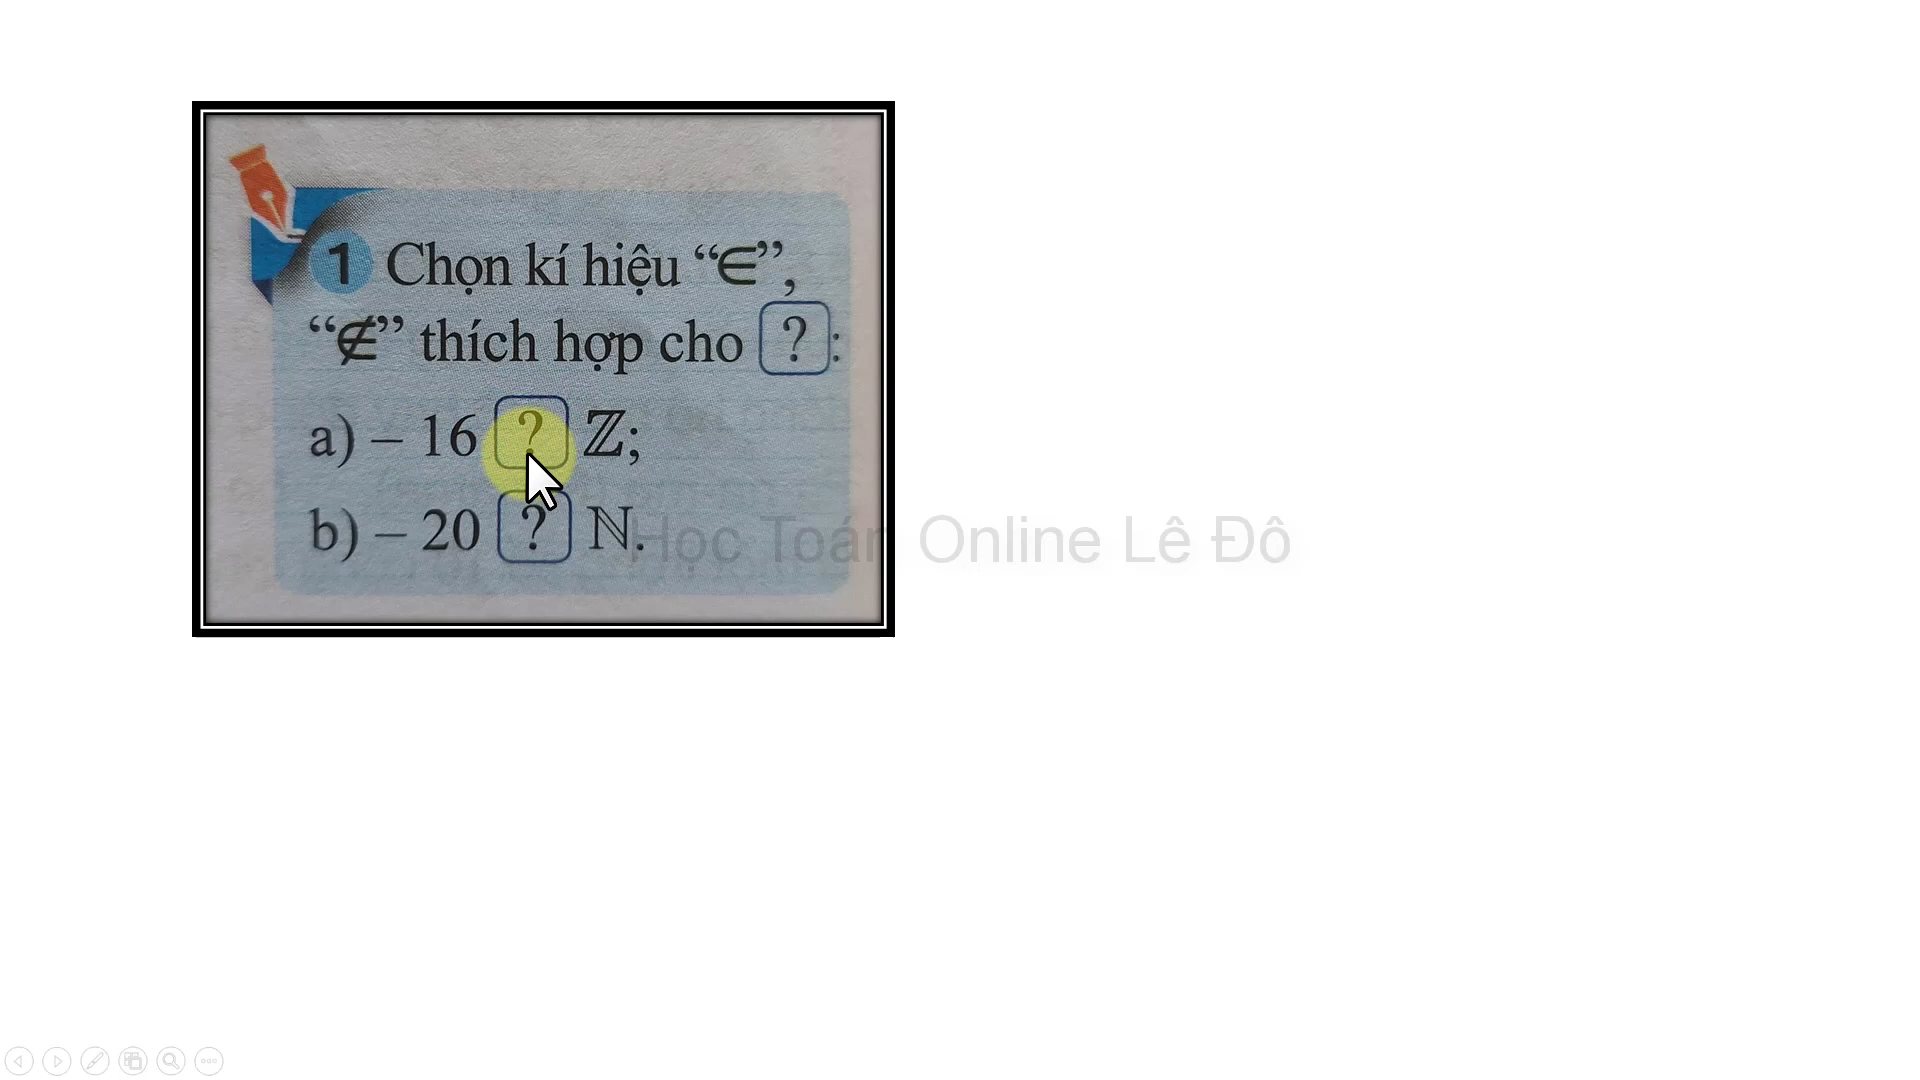 1 Chọn kí hiệu “∈”,
“∉” thích hợp cho ? :
a) – 16 ? ℤ;
b) – 20 ? ℕ.
Học Toán Online Lê Đô